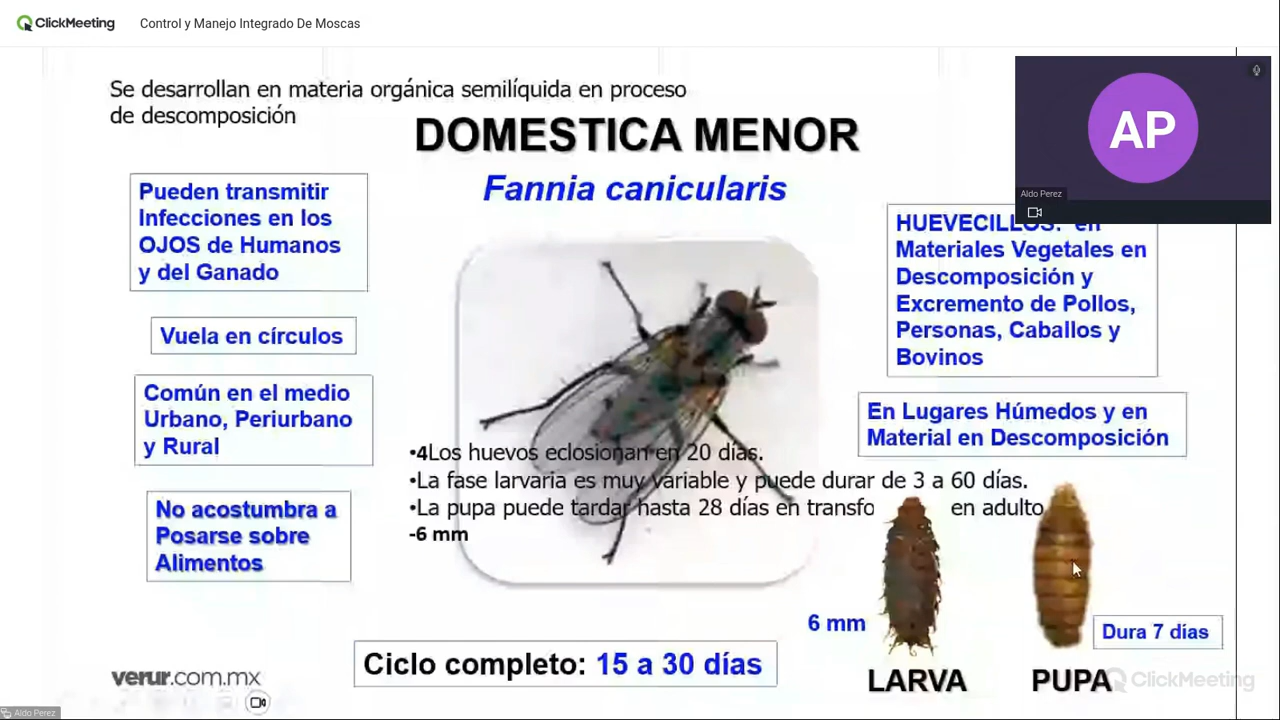 ClickMeeting
Control y Manejo Integrado De Moscas
Se desarrollan en materia orgánica semilíquida en proceso
de descomposición
DOMESTICA MENOR
Fannia canicularis
AP
Aldo Perez
Pueden transmitir
Infecciones en los
OJOS de Humanos
y del Ganado
Vuela en círculos
Común en el medio
Urbano, Periurbano
y Rural
No acostumbra a
Posarse sobre
Alimentos
HUEVECILLOS: en
Materiales Vegetales en
Descomposición y
Excremento de Pollos,
Personas, Caballos y
Bovinos
En Lugares Húmedos y en
Material en Descomposición
•4Los huevos eclosionan en 20 días.
•La fase larvaria es muy variable y puede durar de 3 a 60 días.
•La pupa puede tardar hasta 28 días en transfo en adulto
-6 mm
6 mm
Dura 7 días
Ciclo completo: 15 a 30 días
LARVA
PUPA
verur.com.mx
ClickMeeting
Aldo Perez